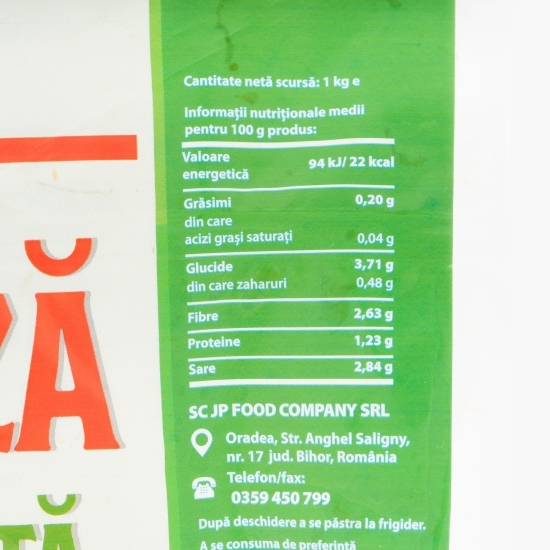 Cantitate netă scursă: 1 kg e
Informații nutriționale medii
pentru 100 g produs:
Valoare
energetică
94 kJ/ 22 kcal
Grăsimi 0,20 g
din care
acizi grași saturați 0,04 g
Glucide 3,71 g
din care zaharuri 0,48 g
Fibre 2,63 g
Proteine 1,23 g
Sare 2,84 g
SC JP FOOD COMPANY SRL
Oradea, Str. Anghel Saligny,
nr. 17 jud. Bihor, România
Telefon/fax:
0359 450 799
După deschidere a se păstra la frigider.
A se consuma de preferință
ZĂ
TĂ